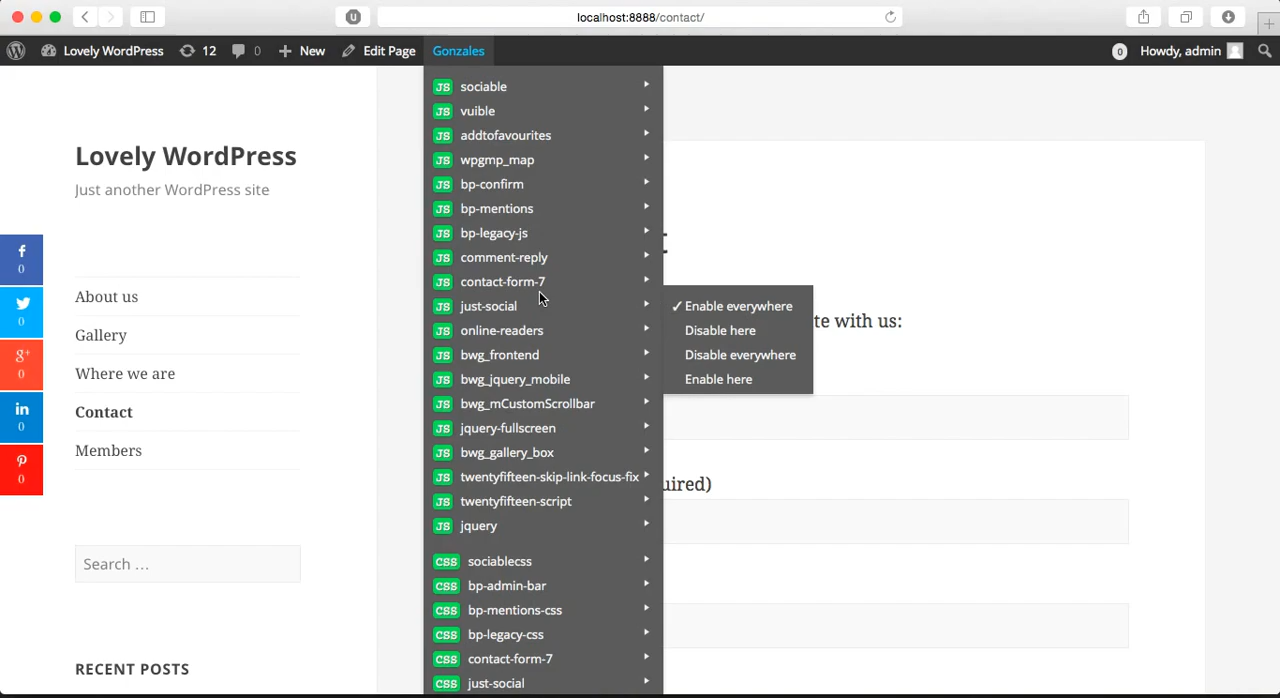 localhost:8888/contact/
Lovely WordPress 12 0 New Edit Page Gonzales 0 Howdy, admin
Lovely WordPress
Just another WordPress site
f
0
0
g+
0
in
0
0
About us
Gallery
Where we are
Contact
Members
Search …
RECENT POSTS
JS sociable
JS vuible
JS addtofavourites
JS wpgmp_map
JS bp-confirm
JS bp-mentions
JS bp-legacy-js
JS comment-reply
JS contact-form-7
JS just-social
JS online-readers
JS bwg_frontend
JS bwg_jquery_mobile
JS bwg_mCustomScrollbar
JS jquery-fullscreen
JS bwg_gallery_box
JS twentyfifteen-skip-link-focus-fix
JS twentyfifteen-script
JS jquery
CSS sociablecss
CSS bp-admin-bar
CSS bp-mentions-css
CSS bp-legacy-css
CSS contact-form-7
CSS just-social
✓ Enable everywhere
Disable here
Disable everywhere
Enable here
te with us:
uired)